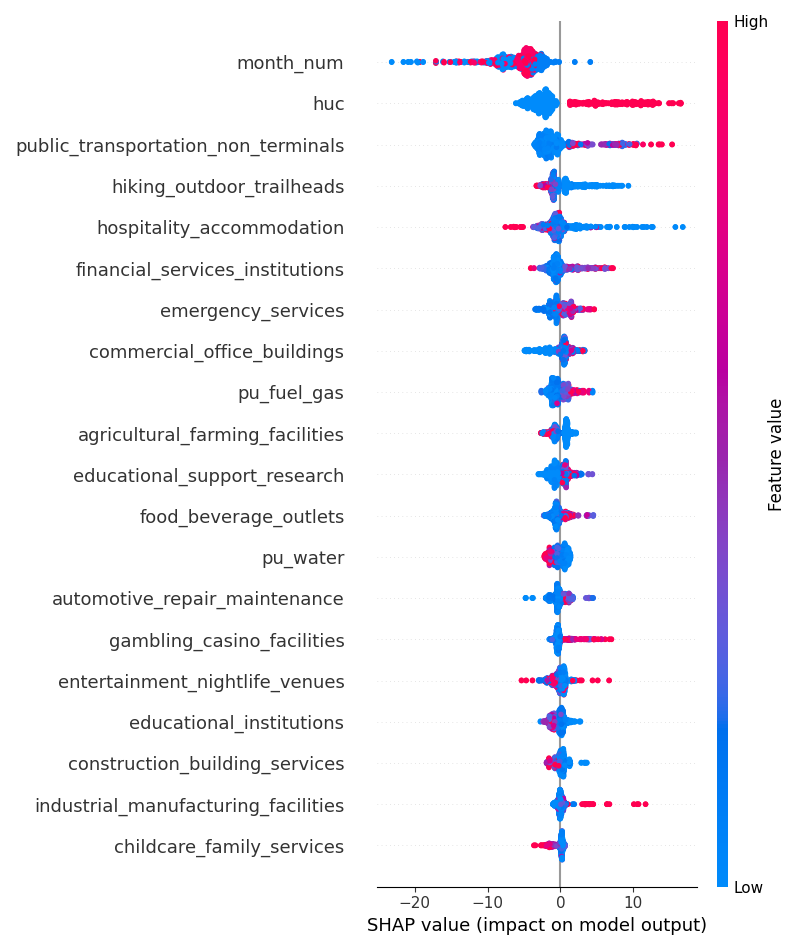 High
month_num
huc
public_transportation_non_terminals
hiking_outdoor_trailheads
hospitality_accommodation
financial_services_institutions
emergency_services
commercial_office_buildings
pu_fuel_gas
agricultural_farming_facilities
educational_support_research
food_beverage_outlets
pu_water
automotive_repair_maintenance
gambling_casino_facilities
entertainment_nightlife_venues
educational_institutions
construction_building_services
industrial_manufacturing_facilities
childcare_family_services
Feature value
Low
−20 −10 0 10
SHAP value (impact on model output)